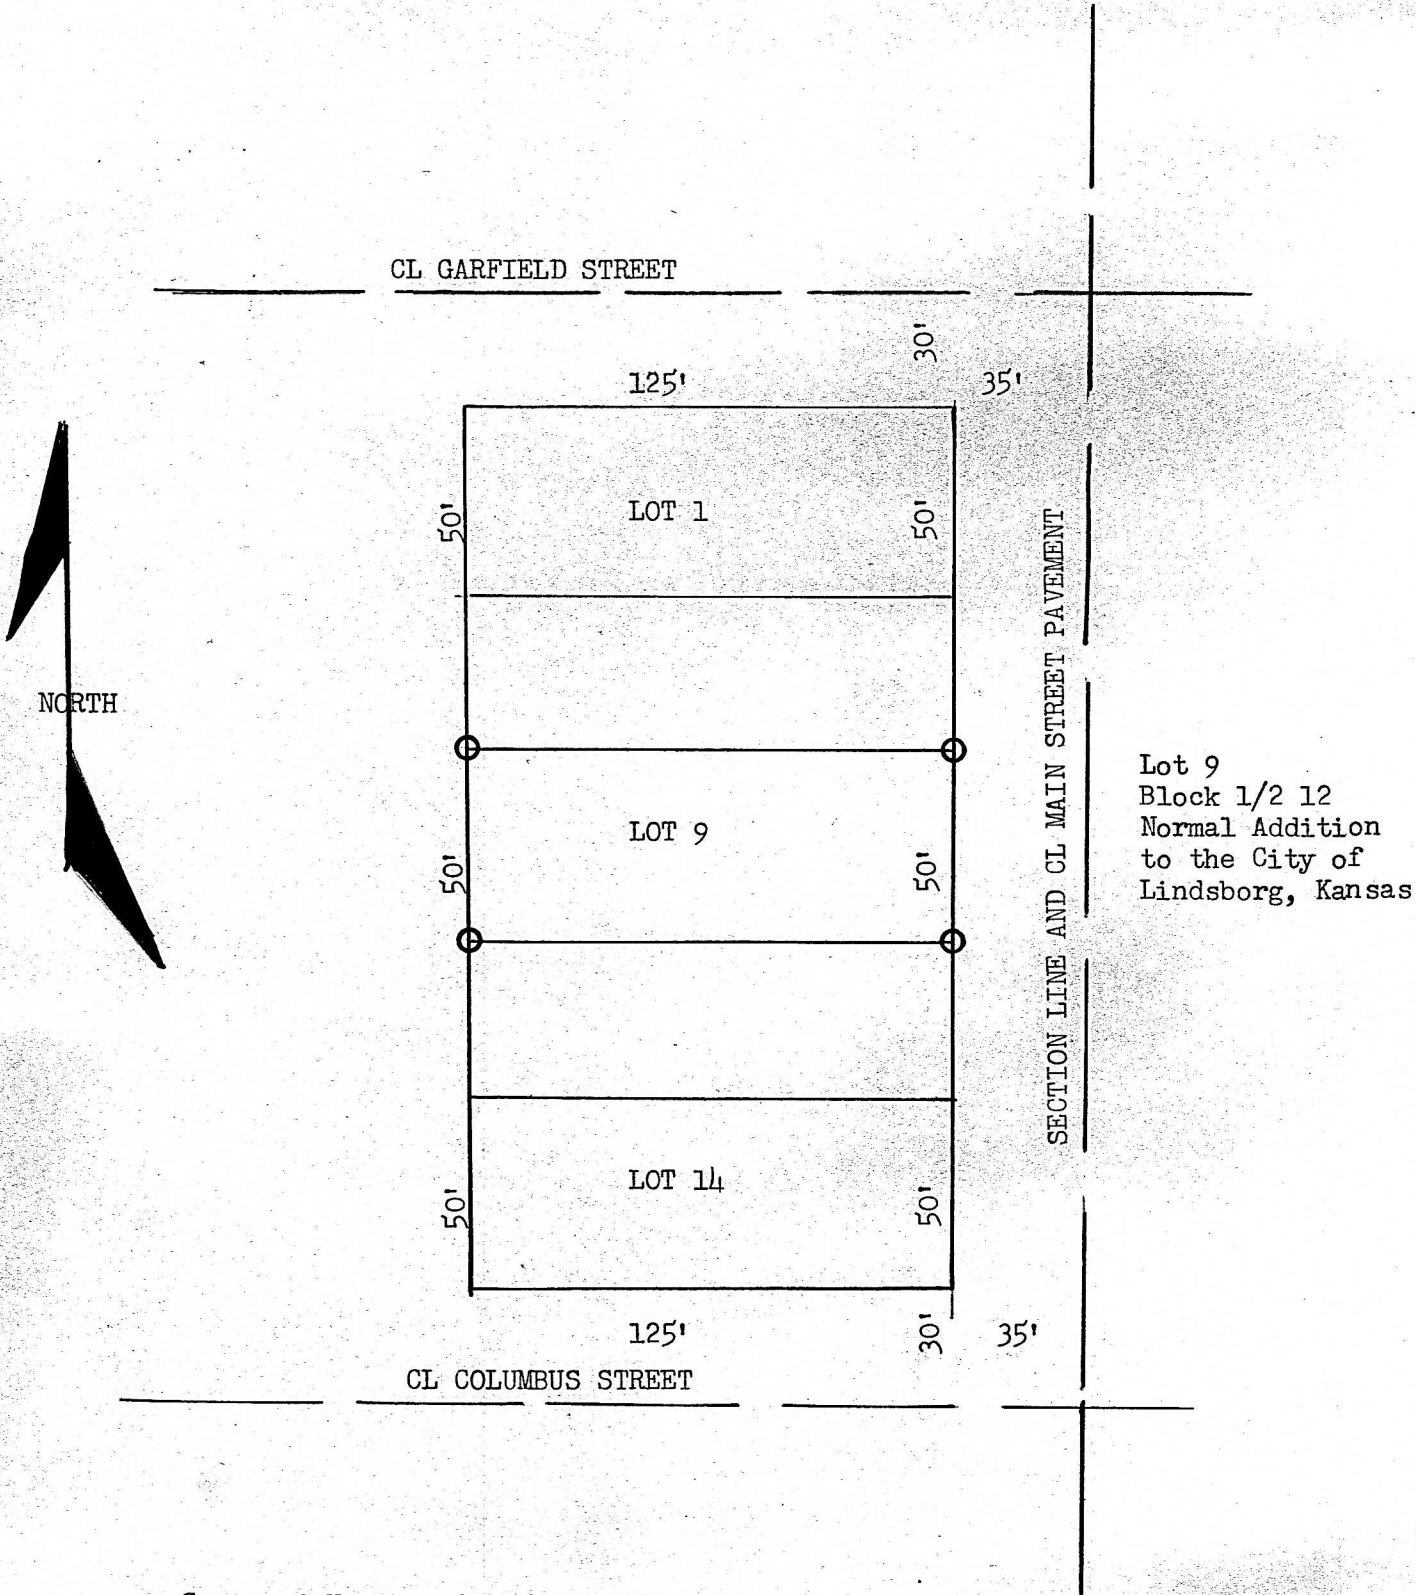 CL GARFIELD STREET
30'
125'
35'
LOT 1
50'
50'
SECTION LINE AND CL MAIN STREET PAVEMENT
NORTH
LOT 9
50'
50'
Lot 9
Block 1/2 12
Normal Addition
to the City of
Lindsborg, Kansas
LOT 14
50'
50'
125'
30'
35'
CL COLUMBUS STREET